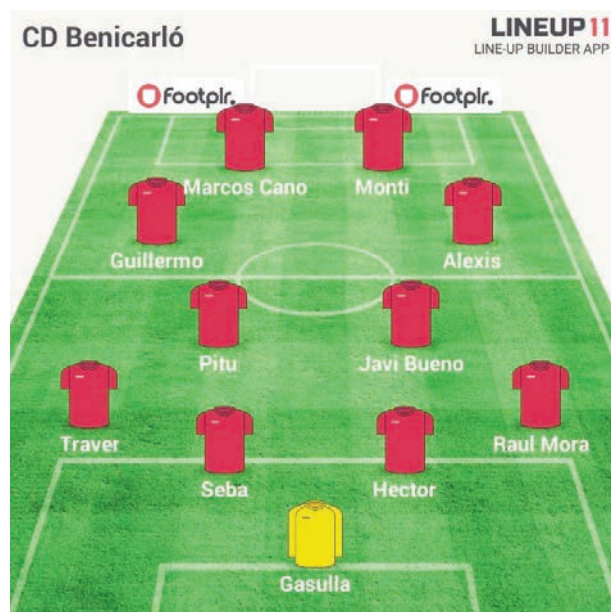 CD Benicarló
LINEUP11
LINE-UP BUILDER APP
Footplr.
Footplr.
Marcos Cano
Monti
Guillermo
Alexis
Pitu
Javi Bueno
Traver
Raul Mora
Seba
Hector
Gasulla